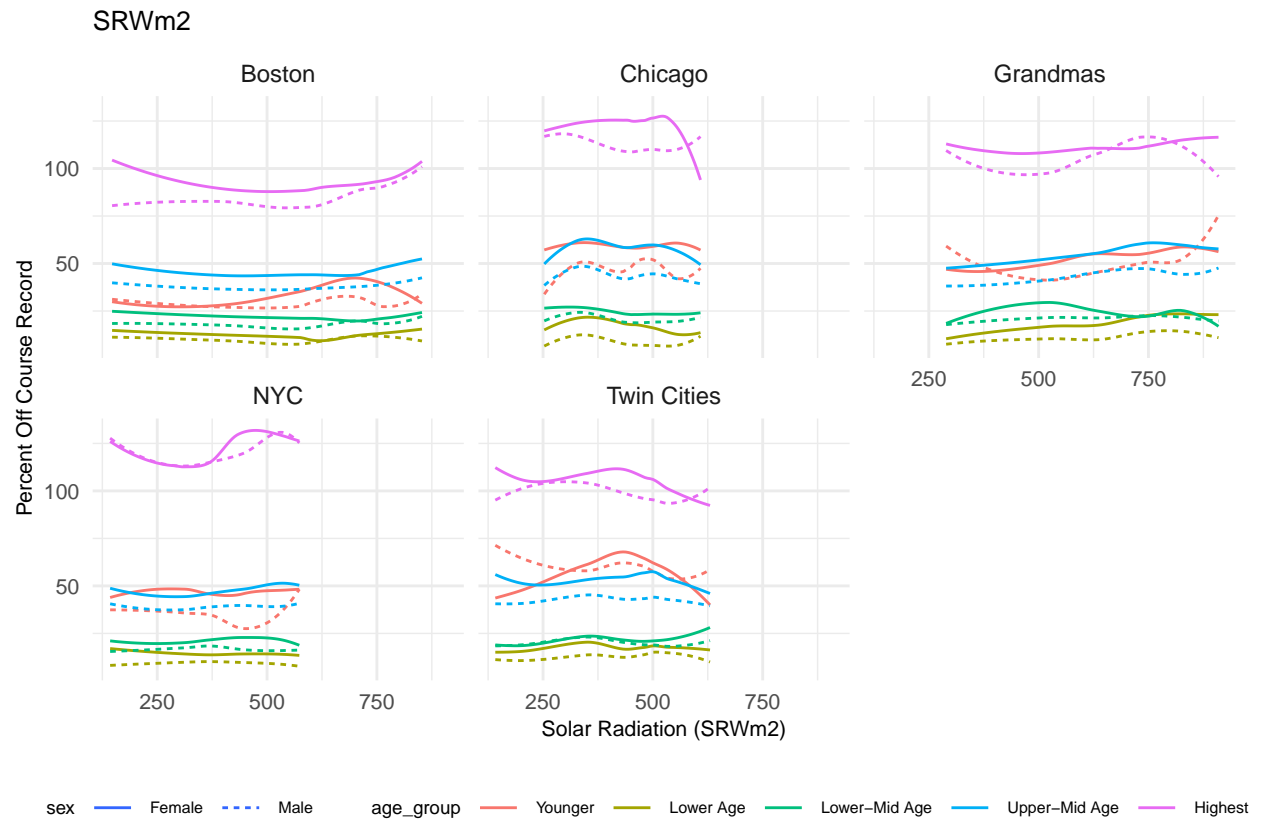 SRWm2
Boston
Chicago
Grandmas
100
50
250 500 750
NYC
Twin Cities
100
50
250 500 750
250 500 750
Percent Off Course Record
Solar Radiation (SRWm2)
sex Female Male age_group Younger Lower Age Lower−Mid Age Upper−Mid Age Highest